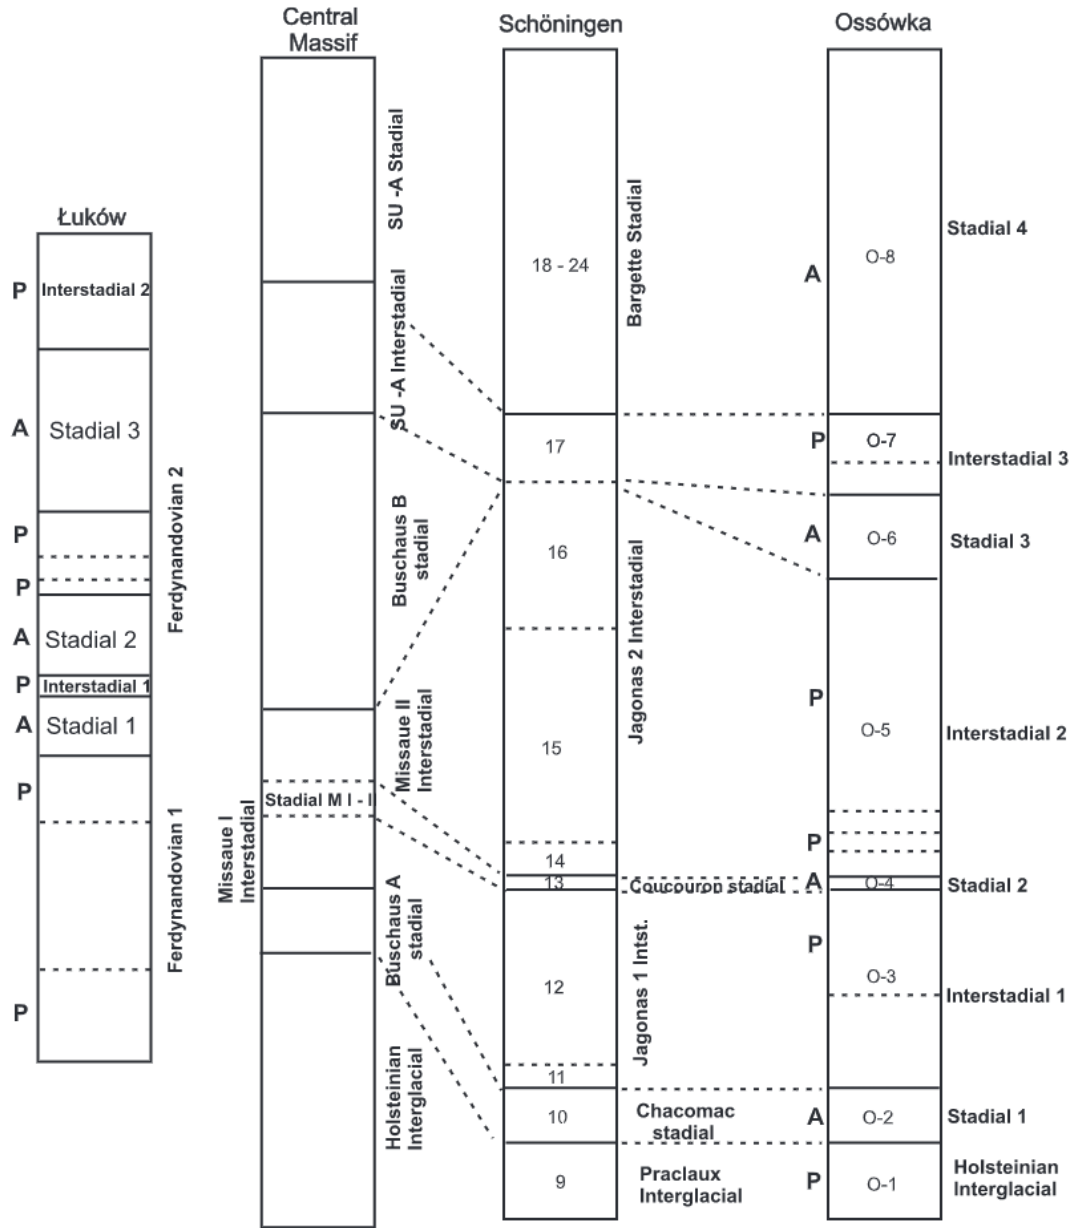 Łuków
P
Interstadial 2
A
Stadial 3
P
P
A
Stadial 2
P
Interstadial 1
A
Stadial 1
P
P
Ferdynandovian 2
Ferdynandovian 1
Central
Massif
SU -A Stadial
SU -A Interstadial
Buschaus B
stadial
Missaue II
Interstadial
Stadial M I - II
Missaue I
Interstadial
Buschaus A
stadial
Holsteinian
Interglacial
Schöningen
18 - 24
17
16
15
14
13
12
11
10
9
Bargette Stadial
Jagonas 2 Interstadial
Coucouron stadial
Jagonas 1 Intst.
Chacomac
stadial
Praclaux
Interglacial
Ossówka
A
O-8
Stadial 4
P
O-7
Interstadial 3
A
O-6
Stadial 3
P
O-5
Interstadial 2
P
A
O-4
Stadial 2
P
O-3
Interstadial 1
A
O-2
Stadial 1
P
O-1
Holsteinian
Interglacial